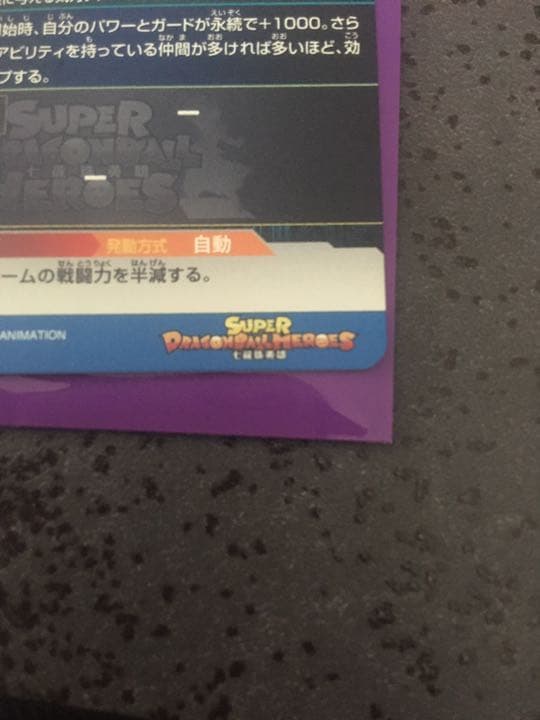 始時、自分のパワーとガードが永続で+1000。さら
アビリティを持っている仲間が多ければ多いほど、効
プする。
SUPER
DRAGONBALL
HEROES
発動方式 自動
ームの戦闘力を半減する。
ANIMATION
SUPER
DRAGONBALL HEROES